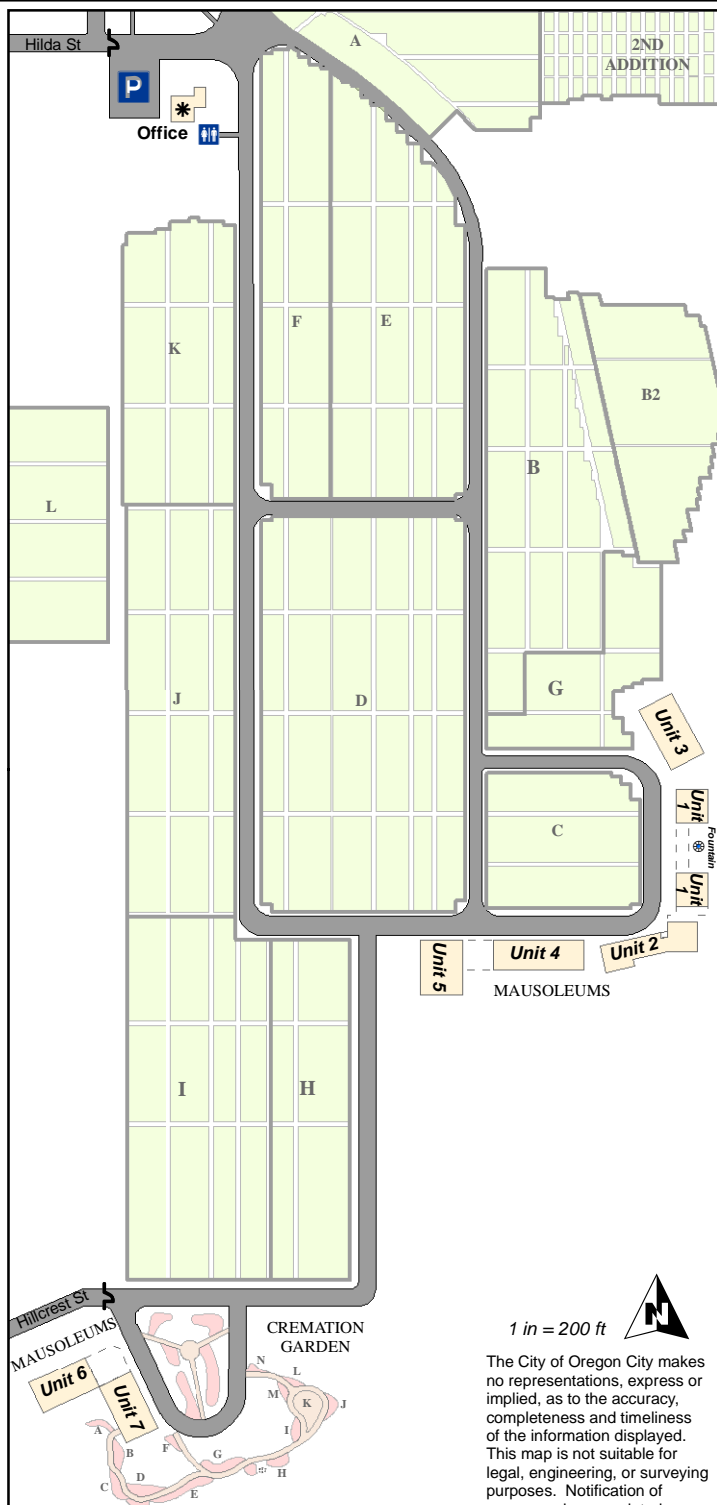 Hilda St
P
Office
A
2ND
ADDITION
K
F
E
B2
B
L
J
D
G
Unit 3
Unit 1
Fountain
C
Unit 1
Unit 2
Unit 4
Unit 5
MAUSOLEUMS
I
H
Hillcrest St
MAUSOLEUMS
Unit 6
Unit 7
CREMATION
GARDEN
N
L
M
K
J
I
H
G
F
A
B
C
D
E
1 in = 200 ft
N
The City of Oregon City makes
no representations, express or
implied, as to the accuracy,
completeness and timeliness
of the information displayed.
This map is not suitable for
legal, engineering, or surveying
purposes. Notification of